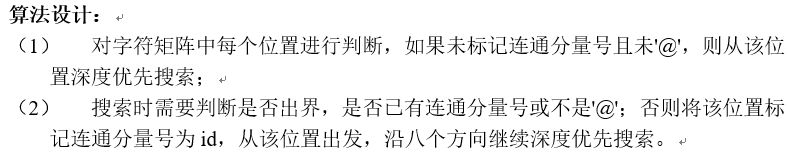 算法设计：
（1） 对字符矩阵中每个位置进行判断，如果未标记连通分量号且未'@'，则从该位
置深度优先搜索；
（2） 搜索时需要判断是否出界，是否已有连通分量号或不是'@'；否则将该位置标
记连通分量号为 id，从该位置出发，沿八个方向继续深度优先搜索。